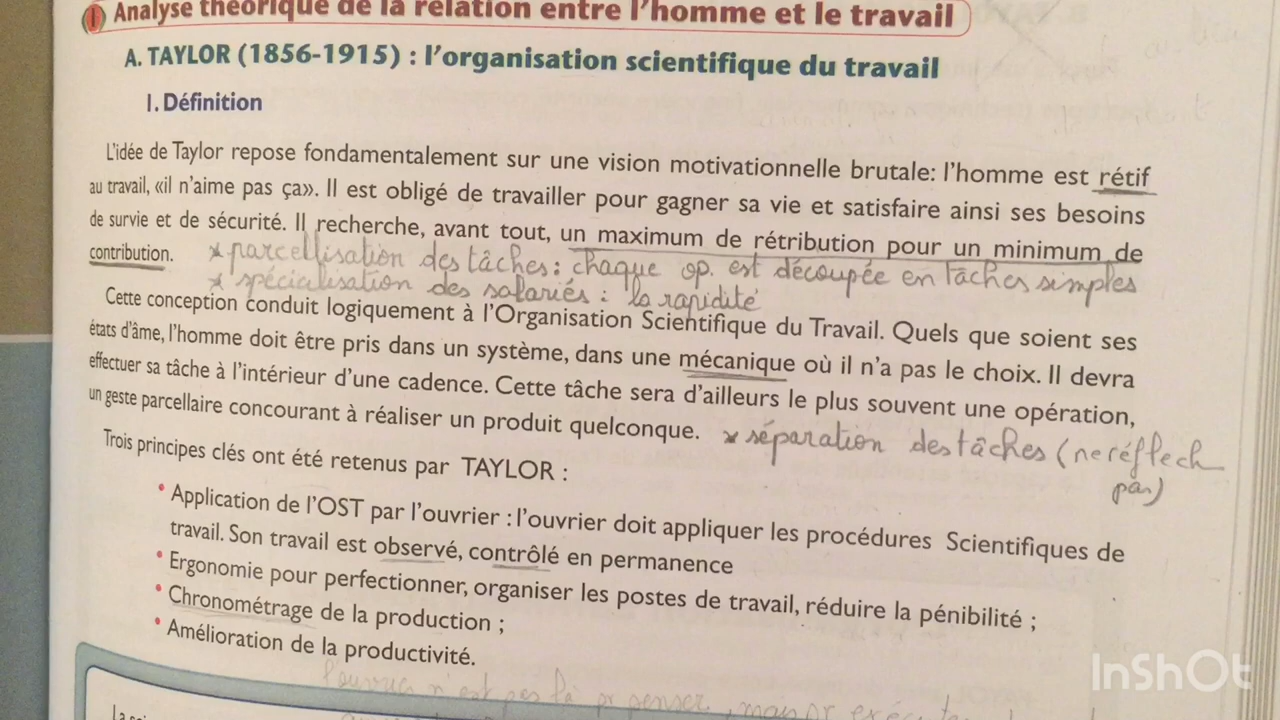 I Analyse théorique de la relation entre l'homme et le travail
A. TAYLOR (1856-1915) : l'organisation scientifique du travail
I. Définition
L'idée de Taylor repose fondamentalement sur une vision motivationnelle brutale: l'homme est rétif
au travail, «il n'aime pas ça». Il est obligé de travailler pour gagner sa vie et satisfaire ainsi ses besoins
de survie et de sécurité. Il recherche, avant tout, un maximum de rétribution pour un minimum de
contribution.
* parcellisation des tâches : chaque op. est découpée en tâches simples
* spécialisation des salariés : la rapidité
Cette conception conduit logiquement à l'Organisation Scientifique du Travail. Quels que soient ses
états d'âme, l'homme doit être pris dans un système, dans une mécanique où il n'a pas le choix. Il devra
effectuer sa tâche à l'intérieur d'une cadence. Cette tâche sera d'ailleurs le plus souvent une opération,
un geste parcellaire concourant à réaliser un produit quelconque.
* séparation des tâches (ne réflech
pas)
Trois principes clés ont été retenus par TAYLOR :
• Application de l'OST par l'ouvrier : l'ouvrier doit appliquer les procédures Scientifiques de
travail. Son travail est observé, contrôlé en permanence
• Ergonomie pour perfectionner, organiser les postes de travail, réduire la pénibilité ;
• Chronométrage de la production ;
• Amélioration de la productivité.
l'ouvrier n'est pas là pr penser, mais pr
InShOt